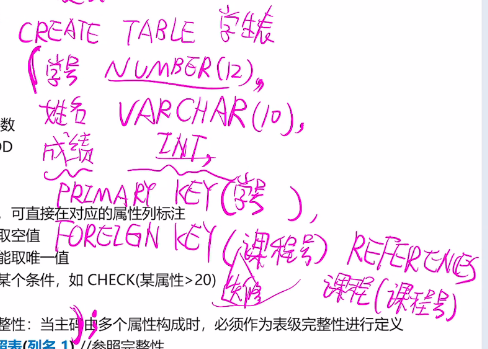 CREATE TABLE 学生表
(学号 NUMBER(12),
姓名 VARCHAR(10),
数
OD
成绩 INT,
PRIMARY KEY(学号),
，可直接在对应的属性列标注
取空值
FOREIGN KEY(课程号) REFERENCES
能取唯一值
某个条件，如 CHECK(某属性>20)
课程(课程号)
);
整性：当主码由多个属性构成时，必须作为表级完整性进行定义
照表(列名 1) //参照完整性